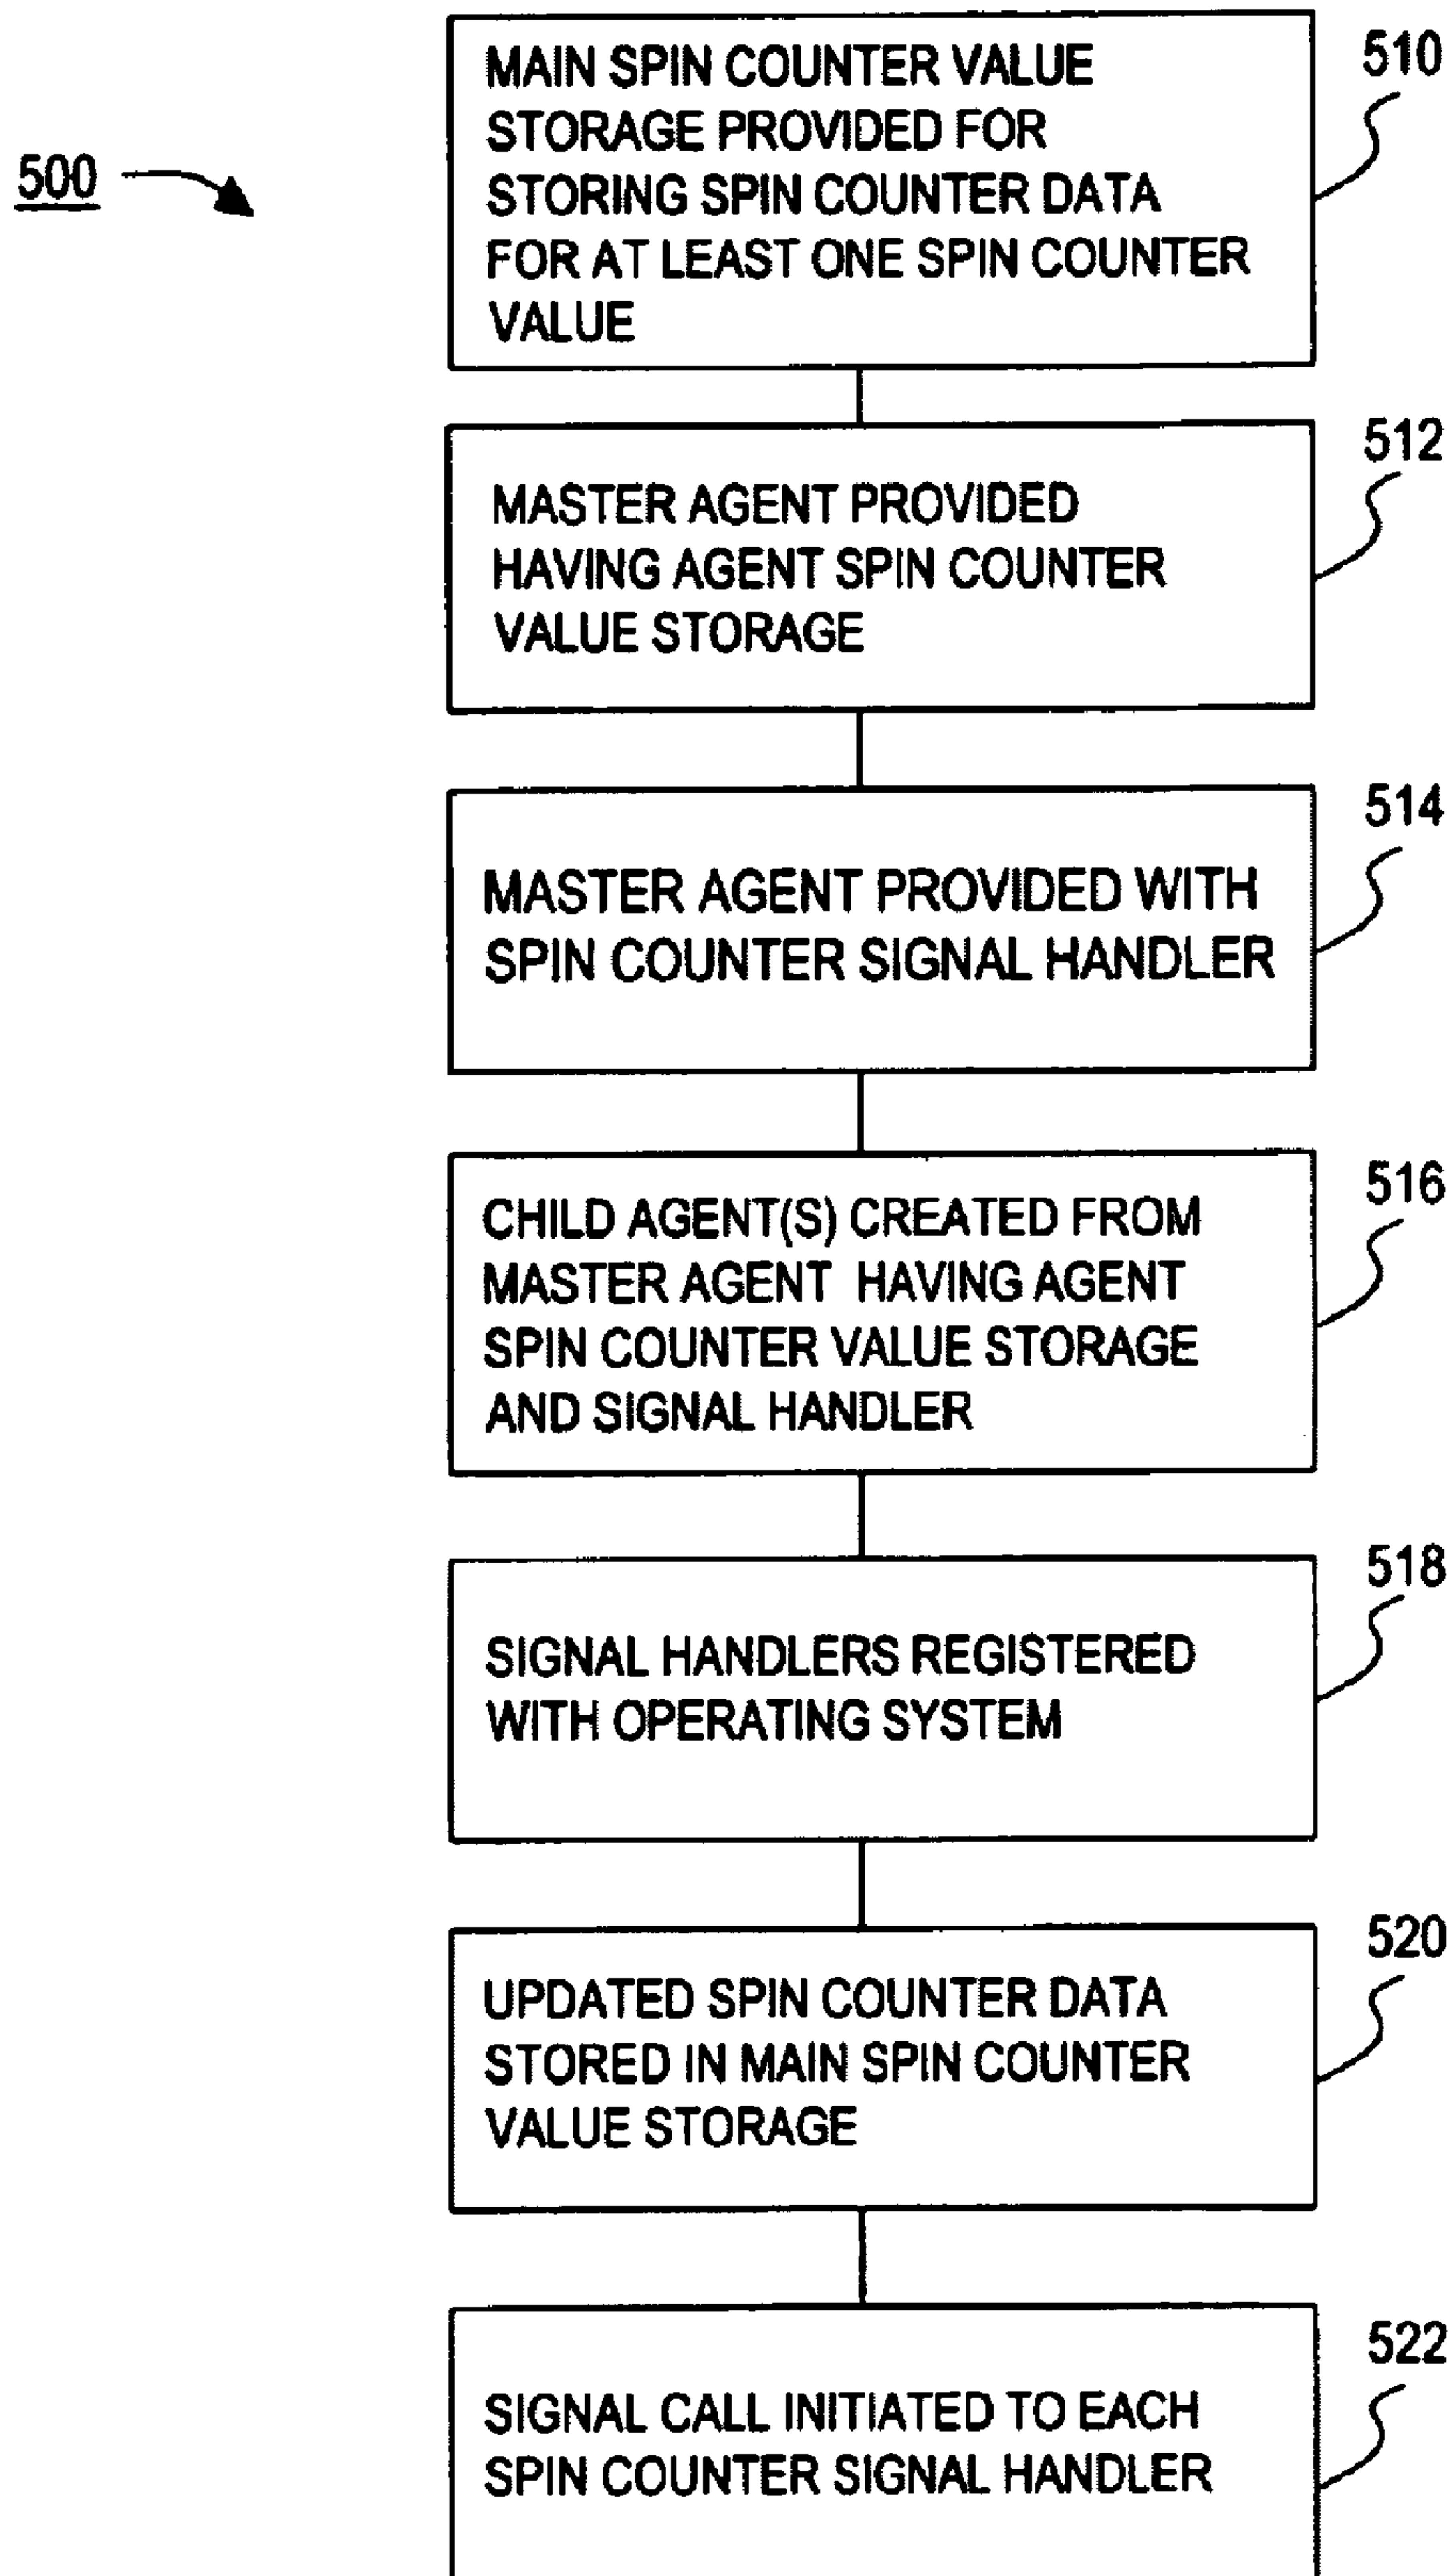 500
510
MAIN SPIN COUNTER VALUE
STORAGE PROVIDED FOR
STORING SPIN COUNTER DATA
FOR AT LEAST ONE SPIN COUNTER
VALUE
512
MASTER AGENT PROVIDED
HAVING AGENT SPIN COUNTER
VALUE STORAGE
514
MASTER AGENT PROVIDED WITH
SPIN COUNTER SIGNAL HANDLER
516
CHILD AGENT(S) CREATED FROM
MASTER AGENT HAVING AGENT
SPIN COUNTER VALUE STORAGE
AND SIGNAL HANDLER
518
SIGNAL HANDLERS REGISTERED
WITH OPERATING SYSTEM
520
UPDATED SPIN COUNTER DATA
STORED IN MAIN SPIN COUNTER
VALUE STORAGE
522
SIGNAL CALL INITIATED TO EACH
SPIN COUNTER SIGNAL HANDLER